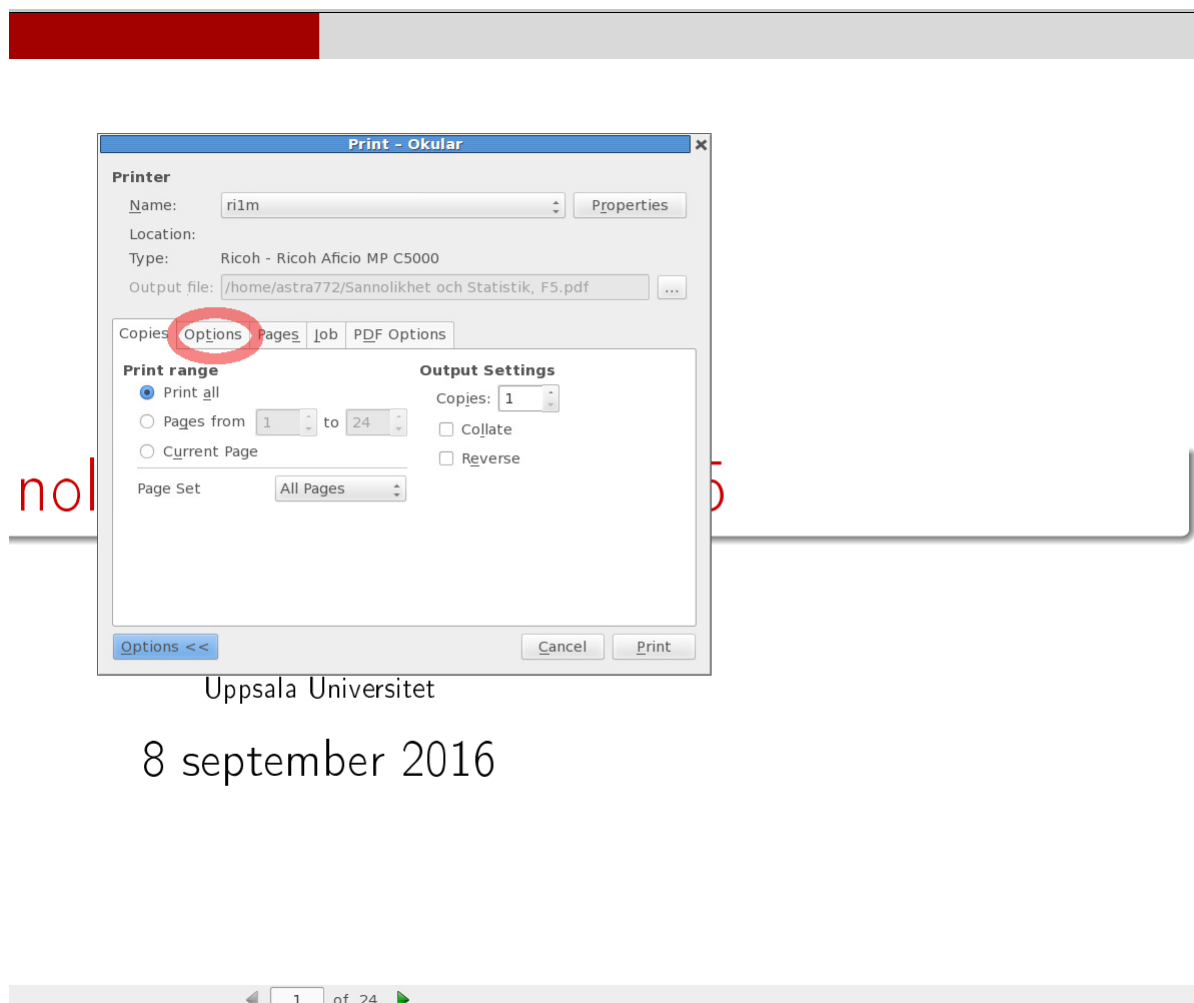 Print – Okular
Printer
Name: ri1m Properties
Location:
Type: Ricoh - Ricoh Aficio MP C5000
Output file: /home/astra772/Sannolikhet och Statistik, F5.pdf ...
Copies Options Pages Job PDF Options
Print range Output Settings
Print all Copies: 1
Pages from 1 to 24 Collate
Current Page Reverse
Page Set All Pages
nol 5
Options << Cancel Print
Uppsala Universitet
8 september 2016
1 of 24